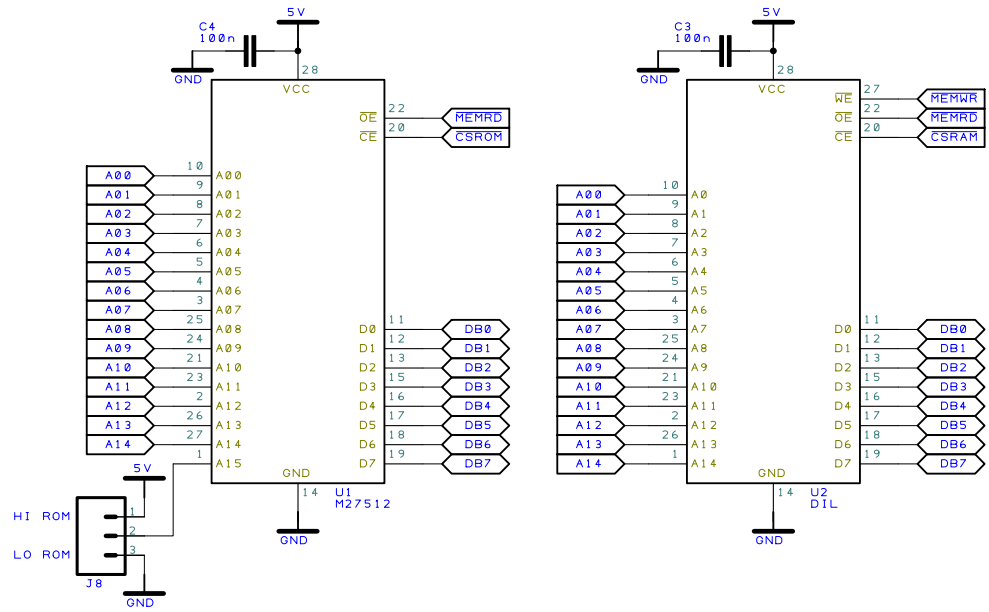 5V
C4
100n
GND
28
VCC
22
OE
MEMRD
20
CE
CSROM
A00 10 A00
A01 9 A01
A02 8 A02
A03 7 A03
A04 6 A04
A05 5 A05
A06 4 A06
A07 3 A07
A08 25 A08
A09 24 A09
A10 21 A10
A11 23 A11
A12 2 A12
A13 26 A13
A14 27 A14
1 A15
D0 11 DB0
D1 12 DB1
D2 13 DB2
D3 15 DB3
D4 16 DB4
D5 17 DB5
D6 18 DB6
D7 19 DB7
GND
14
U1
M27512
GND
5V
HI ROM
1
2
LO ROM
3
J8
GND
5V
C3
100n
GND
28
VCC
27
WE
MEMWR
22
OE
MEMRD
20
CE
CSRAM
A00 10 A0
A01 9 A1
A02 8 A2
A03 7 A3
A04 6 A4
A05 5 A5
A06 4 A6
A07 3 A7
A08 25 A8
A09 24 A9
A10 21 A10
A11 23 A11
A12 2 A12
A13 26 A13
A14 1 A14
D0 11 DB0
D1 12 DB1
D2 13 DB2
D3 15 DB3
D4 16 DB4
D5 17 DB5
D6 18 DB6
D7 19 DB7
GND
14
U2
DIL
GND